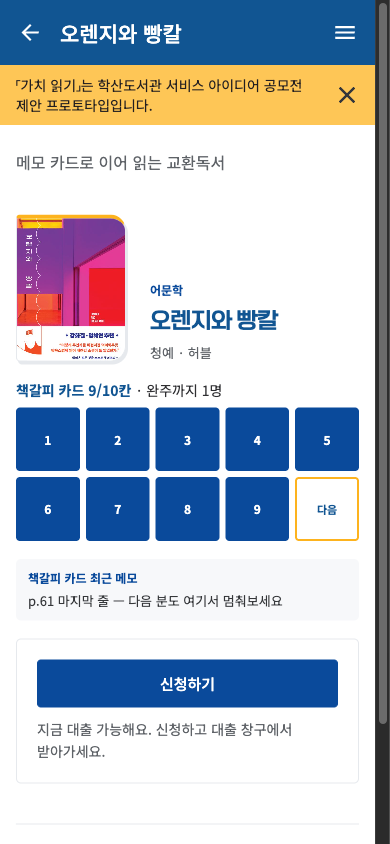 오렌지와 빵칼
「가치 읽기」는 학산도서관 서비스 아이디어 공모전
제안 프로토타입입니다.
메모 카드로 이어 읽는 교환독서
오렌지와 빵칼
어문학
오렌지와 빵칼
청예 · 허블
책갈피 카드 9/10칸 · 완주까지 1명
1 2 3 4 5
6 7 8 9 다음
책갈피 카드 최근 메모
p.61 마지막 줄 — 다음 분도 여기서 멈춰보세요
신청하기
지금 대출 가능해요. 신청하고 대출 창구에서
받아가세요.